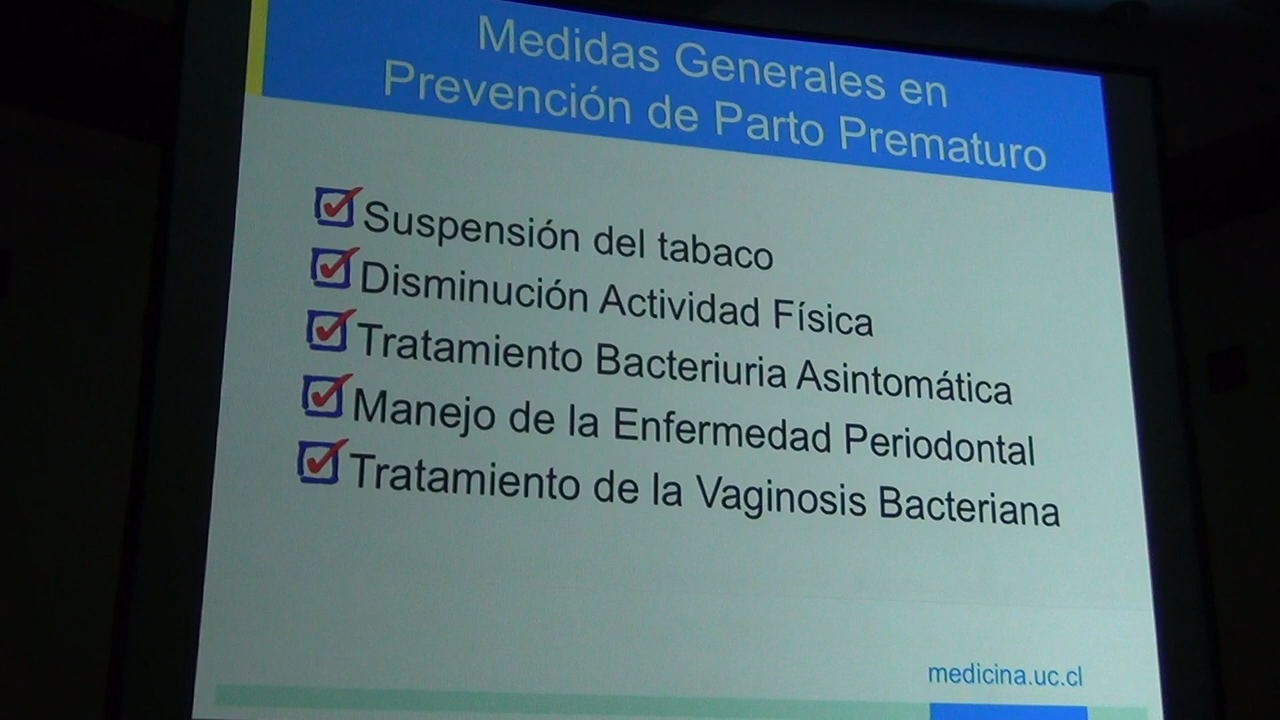 Medidas Generales en
Prevención de Parto Prematuro
Suspensión del tabaco
Disminución Actividad Física
Tratamiento Bacteriuria Asintomática
Manejo de la Enfermedad Periodontal
Tratamiento de la Vaginosis Bacteriana
medicina.uc.cl